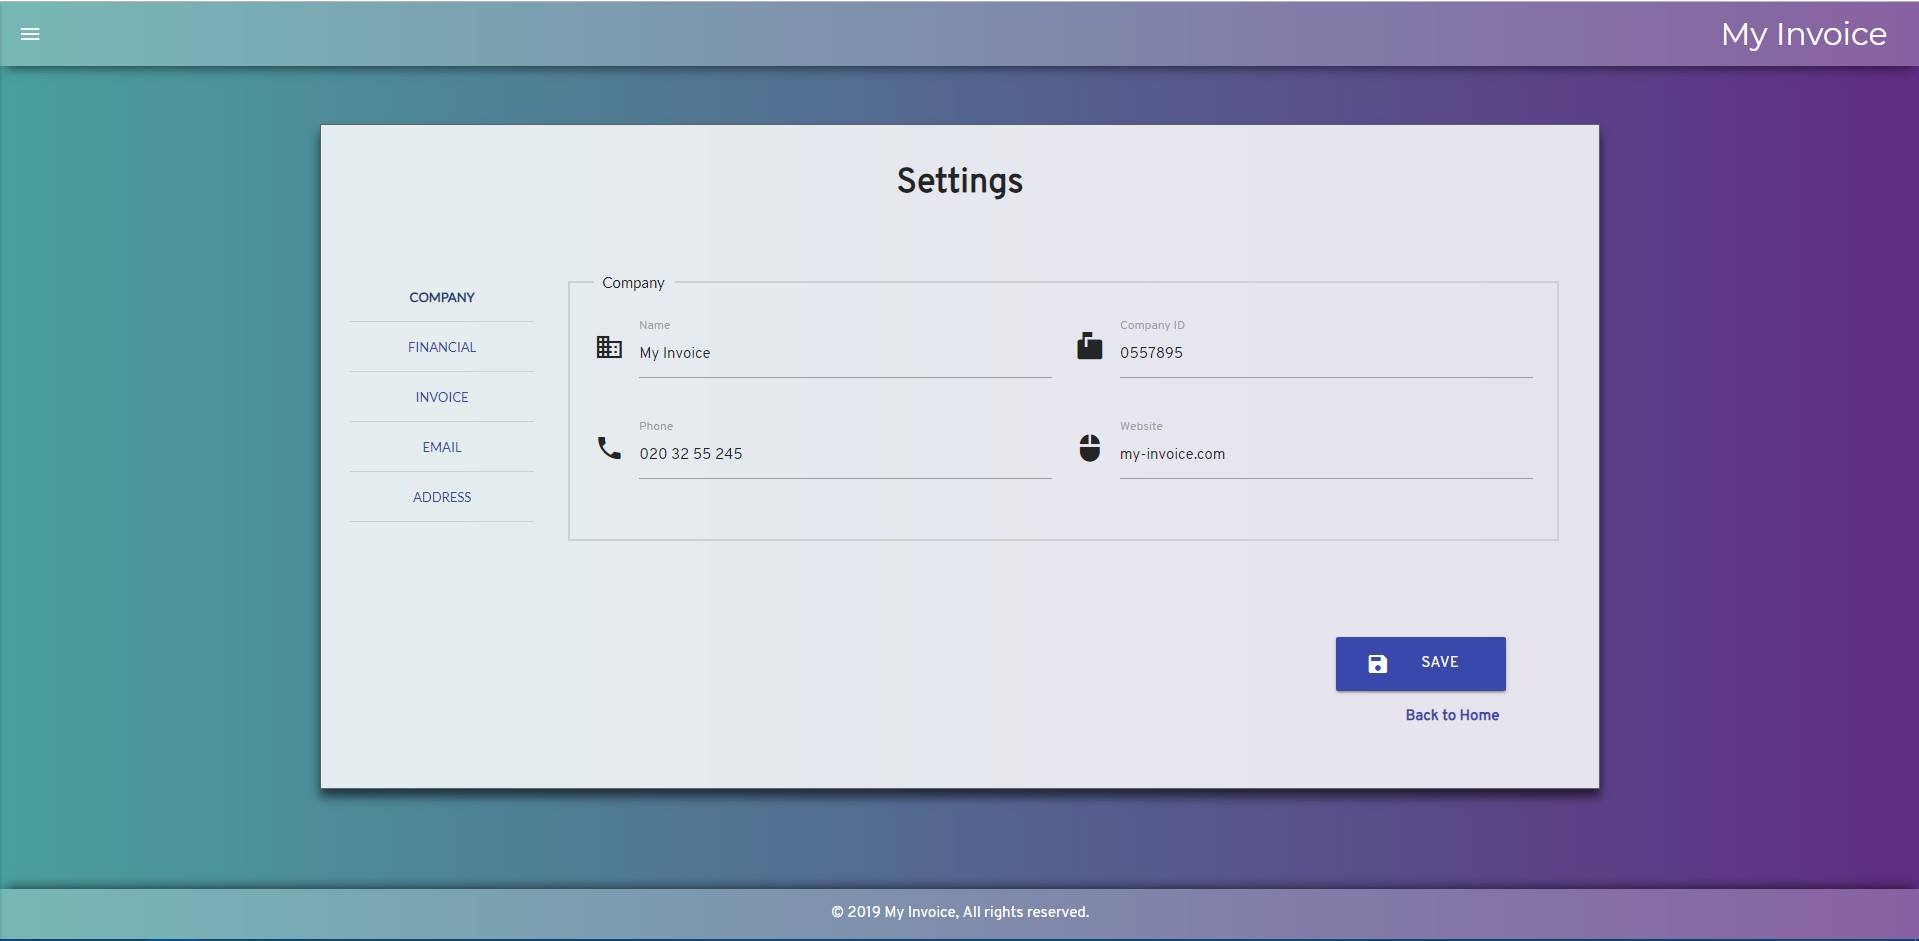 My Invoice
Settings
COMPANY
FINANCIAL
INVOICE
EMAIL
ADDRESS
Company
Name
My Invoice
Company ID
0557895
Phone
020 32 55 245
Website
my-invoice.com
SAVE
Back to Home
© 2019 My Invoice, All rights reserved.